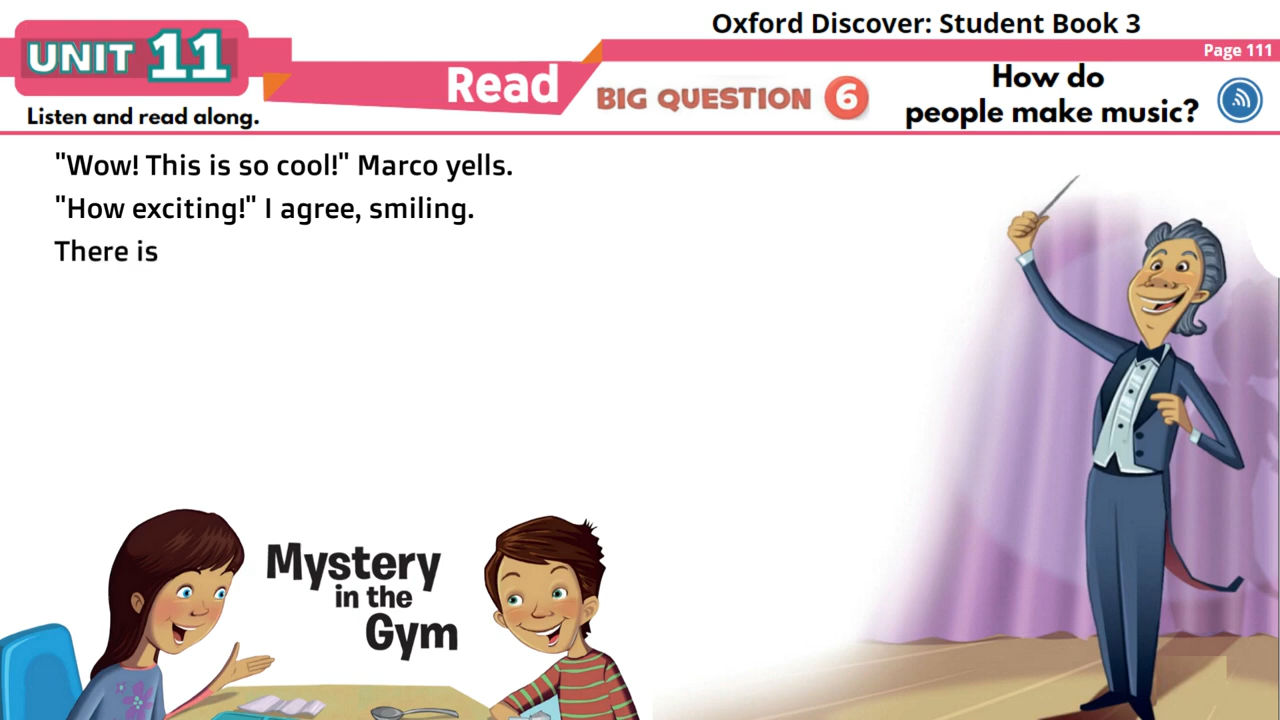 Oxford Discover: Student Book 3
UNIT 11
Page 111
Read
BIG QUESTION 6
How do
people make music?
Listen and read along.
"Wow! This is so cool!" Marco yells.
"How exciting!" I agree, smiling.
There is
Mystery
in the
Gym